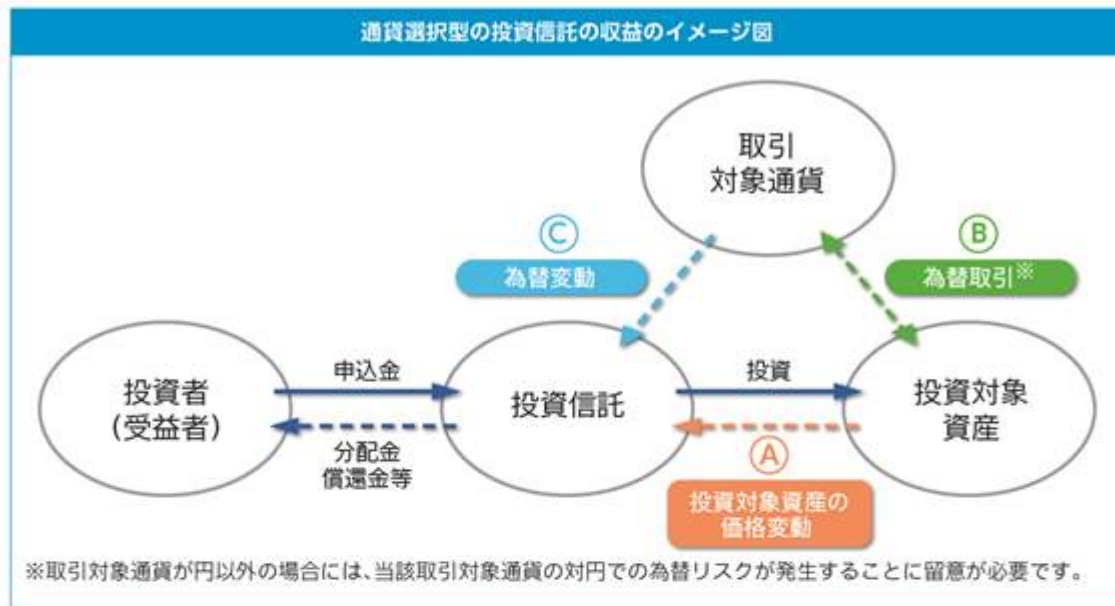 通貨選択型の投資信託の収益のイメージ図
取引
対象通貨
Ⓒ
為替変動
Ⓑ
為替取引※
投資者
(受益者)
申込金
分配金
償還金等
投資信託
投資
Ⓐ
投資対象資産の
価格変動
投資対象
資産
※取引対象通貨が円以外の場合には、当該取引対象通貨の対円での為替リスクが発生することに留意が必要です。